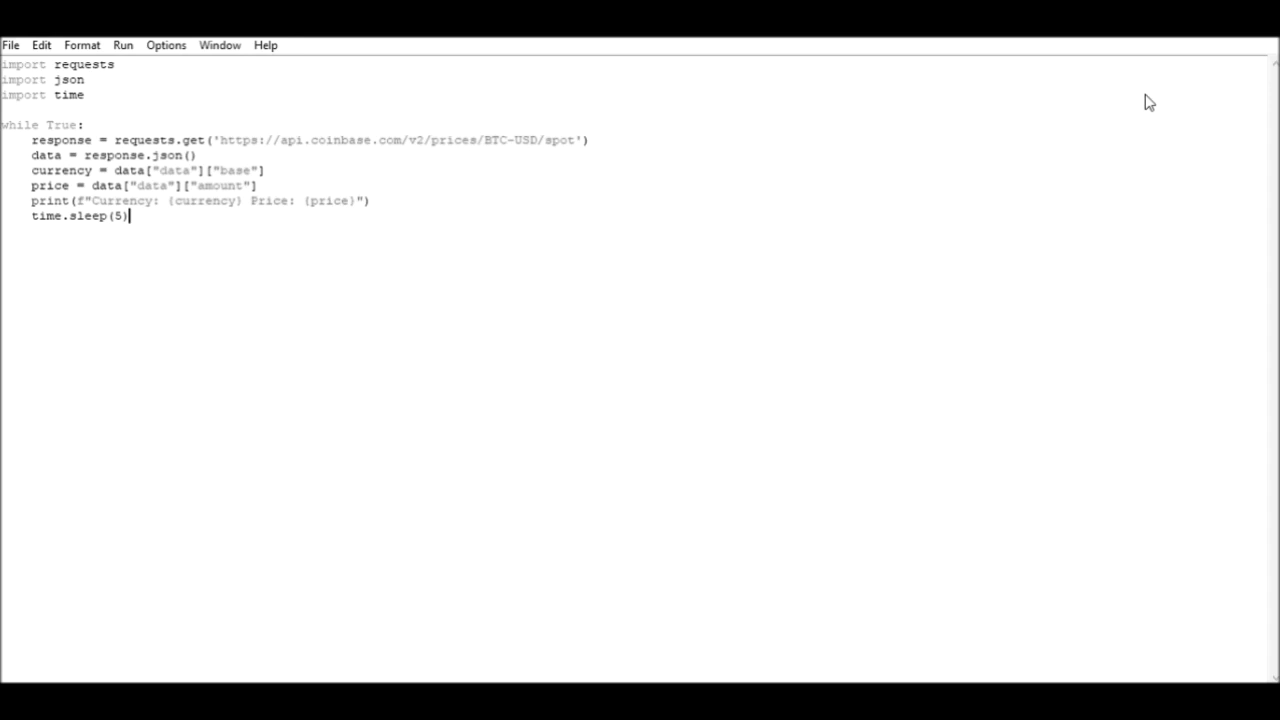 File Edit Format Run Options Window Help
import requests
import json
import time
while True:
    response = requests.get('https://api.coinbase.com/v2/prices/BTC-USD/spot')
    data = response.json()
    currency = data["data"]["base"]
    price = data["data"]["amount"]
    print(f"Currency: {currency} Price: {price}")
    time.sleep(5)